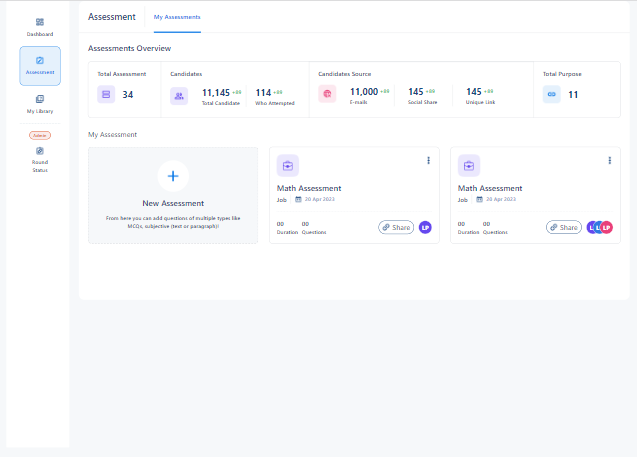 Assessment
My Assessments
Dashboard
Assessment
My Library
Admin
Round
Status
Assessments Overview
Total Assessment
34
Candidates
11,145 +89
Total Candidate
114 +89
Who Attempted
Candidates Source
11,000 +89
E-mails
145 +89
Social Share
145 +89
Unique Link
Total Purpose
11
My Assessment
New Assessment
From here you can add questions of multiple types like
MCQs, subjective (text or paragraph)!
Math Assessment
Job 20 Apr 2023
00 00
Duration Questions
Share LP
Math Assessment
Job 20 Apr 2023
00 00
Duration Questions
Share LP